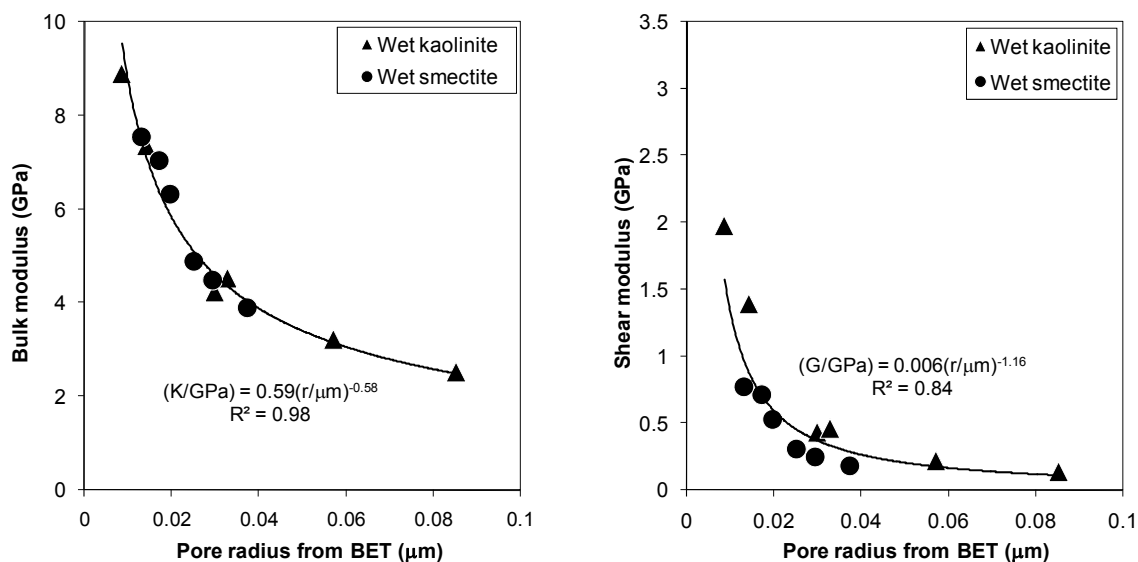 10
8
6
4
2
0
Bulk modulus (GPa)
Wet kaolinite
Wet smectite
(K/GPa) = 0.59(r/μm)^-0.58
R² = 0.98
0 0.02 0.04 0.06 0.08 0.1
Pore radius from BET (μm)
3.5
3
2.5
2
1.5
1
0.5
0
Shear modulus (GPa)
Wet kaolinite
Wet smectite
(G/GPa) = 0.006(r/μm)^-1.16
R² = 0.84
0 0.02 0.04 0.06 0.08 0.1
Pore radius from BET (μm)